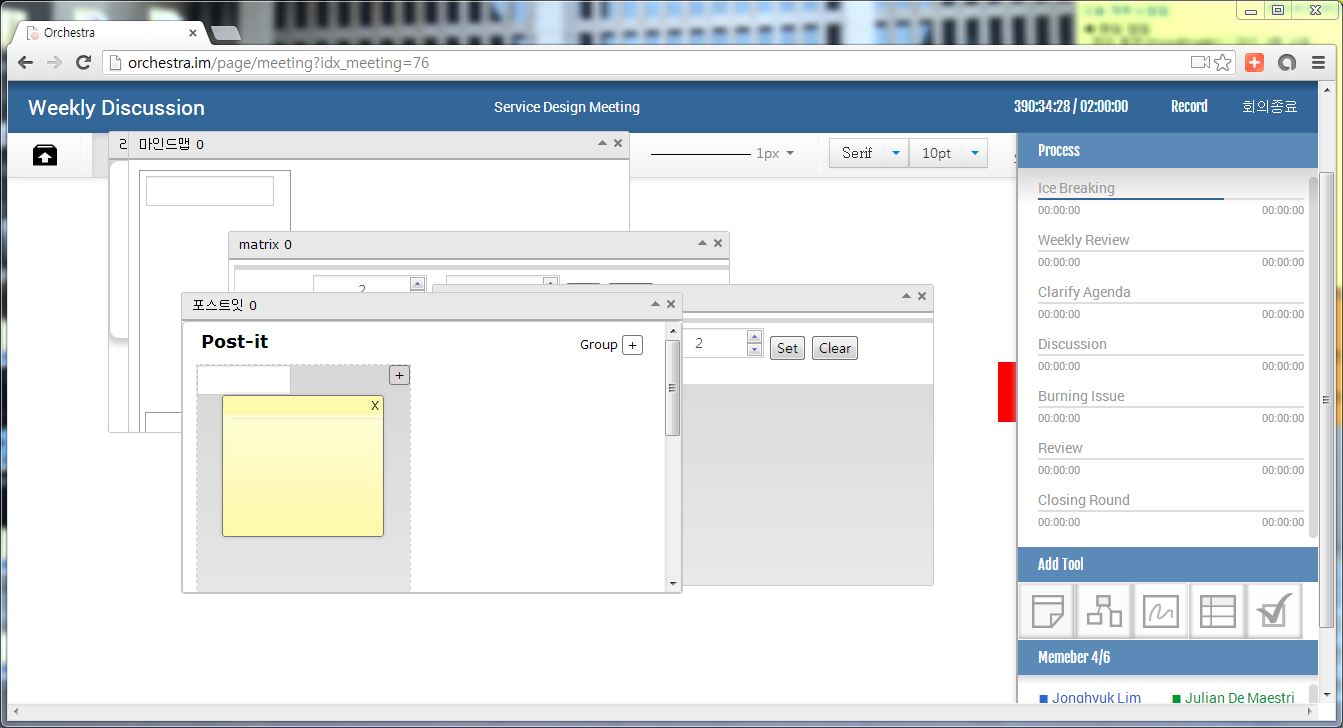 Orchestra
orchestra.im/page/meeting?idx_meeting=76
Weekly Discussion
Service Design Meeting
390:34:28 / 02:00:00
Record
회의종료
마인드맵 0
1px
Serif
10pt
matrix 0
2
포스트잇 0
Post-it
Group +
+
X
2
Set
Clear
Process
Ice Breaking
00:00:00 00:00:00
Weekly Review
00:00:00 00:00:00
Clarify Agenda
00:00:00 00:00:00
Discussion
00:00:00 00:00:00
Burning Issue
00:00:00 00:00:00
Review
00:00:00 00:00:00
Closing Round
00:00:00 00:00:00
Add Tool
Memeber 4/6
Jonghyuk Lim
Julian De Maestri